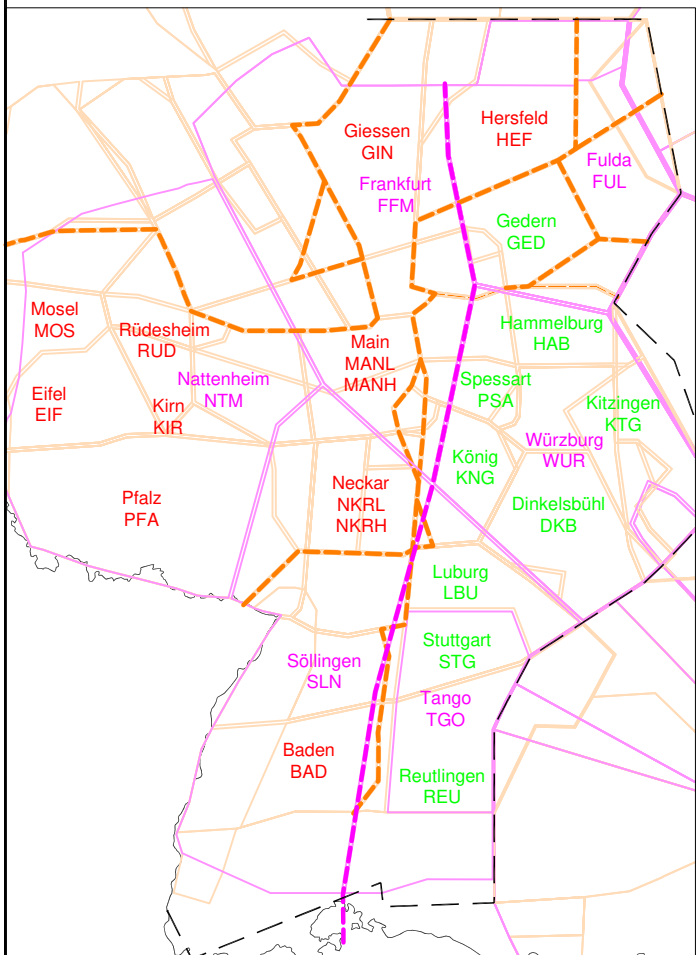 Hersfeld
HEF
Giessen
GIN
Fulda
FUL
Frankfurt
FFM
Gedern
GED
Mosel
MOS
Rüdesheim
RUD
Hammelburg
HAB
Main
MANL
MANH
Nattenheim
NTM
Spessart
PSA
Eifel
EIF
Kirn
KIR
Kitzingen
KTG
Würzburg
WUR
König
KNG
Pfalz
PFA
Neckar
NKRL
NKRH
Dinkelsbühl
DKB
Luburg
LBU
Stuttgart
STG
Söllingen
SLN
Tango
TGO
Baden
BAD
Reutlingen
REU